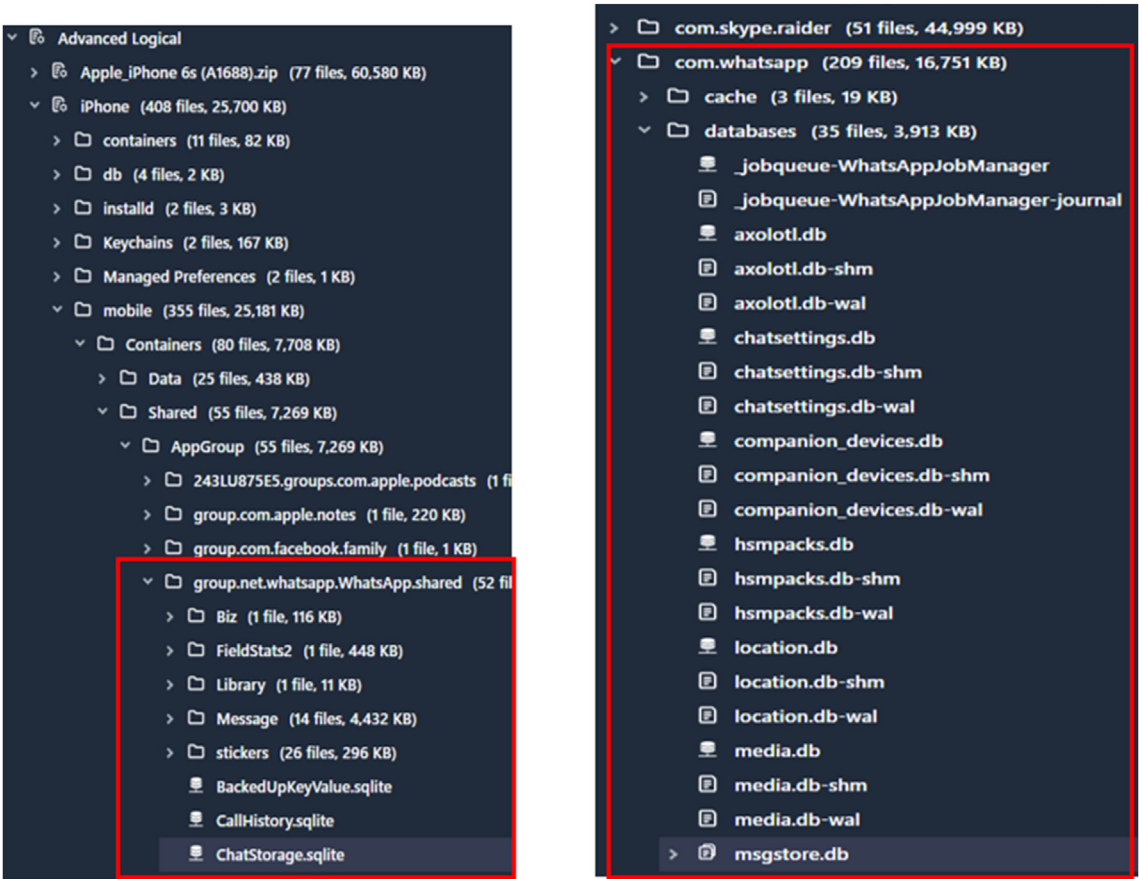 Advanced Logical
Apple_iPhone 6s (A1688).zip (77 files, 60,580 KB)
iPhone (408 files, 25,700 KB)
containers (11 files, 82 KB)
db (4 files, 2 KB)
installd (2 files, 3 KB)
Keychains (2 files, 167 KB)
Managed Preferences (2 files, 1 KB)
mobile (355 files, 25,181 KB)
Containers (80 files, 7,708 KB)
Data (25 files, 438 KB)
Shared (55 files, 7,269 KB)
AppGroup (55 files, 7,269 KB)
243LU875E5.groups.com.apple.podcasts (1 fi
group.com.apple.notes (1 file, 220 KB)
group.com.facebook.family (1 file, 1 KB)
group.net.whatsapp.WhatsApp.shared (52 fil
Biz (1 file, 116 KB)
FieldStats2 (1 file, 448 KB)
Library (1 file, 11 KB)
Message (14 files, 4,432 KB)
stickers (26 files, 296 KB)
BackedUpKeyValue.sqlite
CallHistory.sqlite
ChatStorage.sqlite
com.skype.raider (51 files, 44,999 KB)
com.whatsapp (209 files, 16,751 KB)
cache (3 files, 19 KB)
databases (35 files, 3,913 KB)
_jobqueue-WhatsAppJobManager
_jobqueue-WhatsAppJobManager-journal
axolotl.db
axolotl.db-shm
axolotl.db-wal
chatsettings.db
chatsettings.db-shm
chatsettings.db-wal
companion_devices.db
companion_devices.db-shm
companion_devices.db-wal
hsmpacks.db
hsmpacks.db-shm
hsmpacks.db-wal
location.db
location.db-shm
location.db-wal
media.db
media.db-shm
media.db-wal
msgstore.db